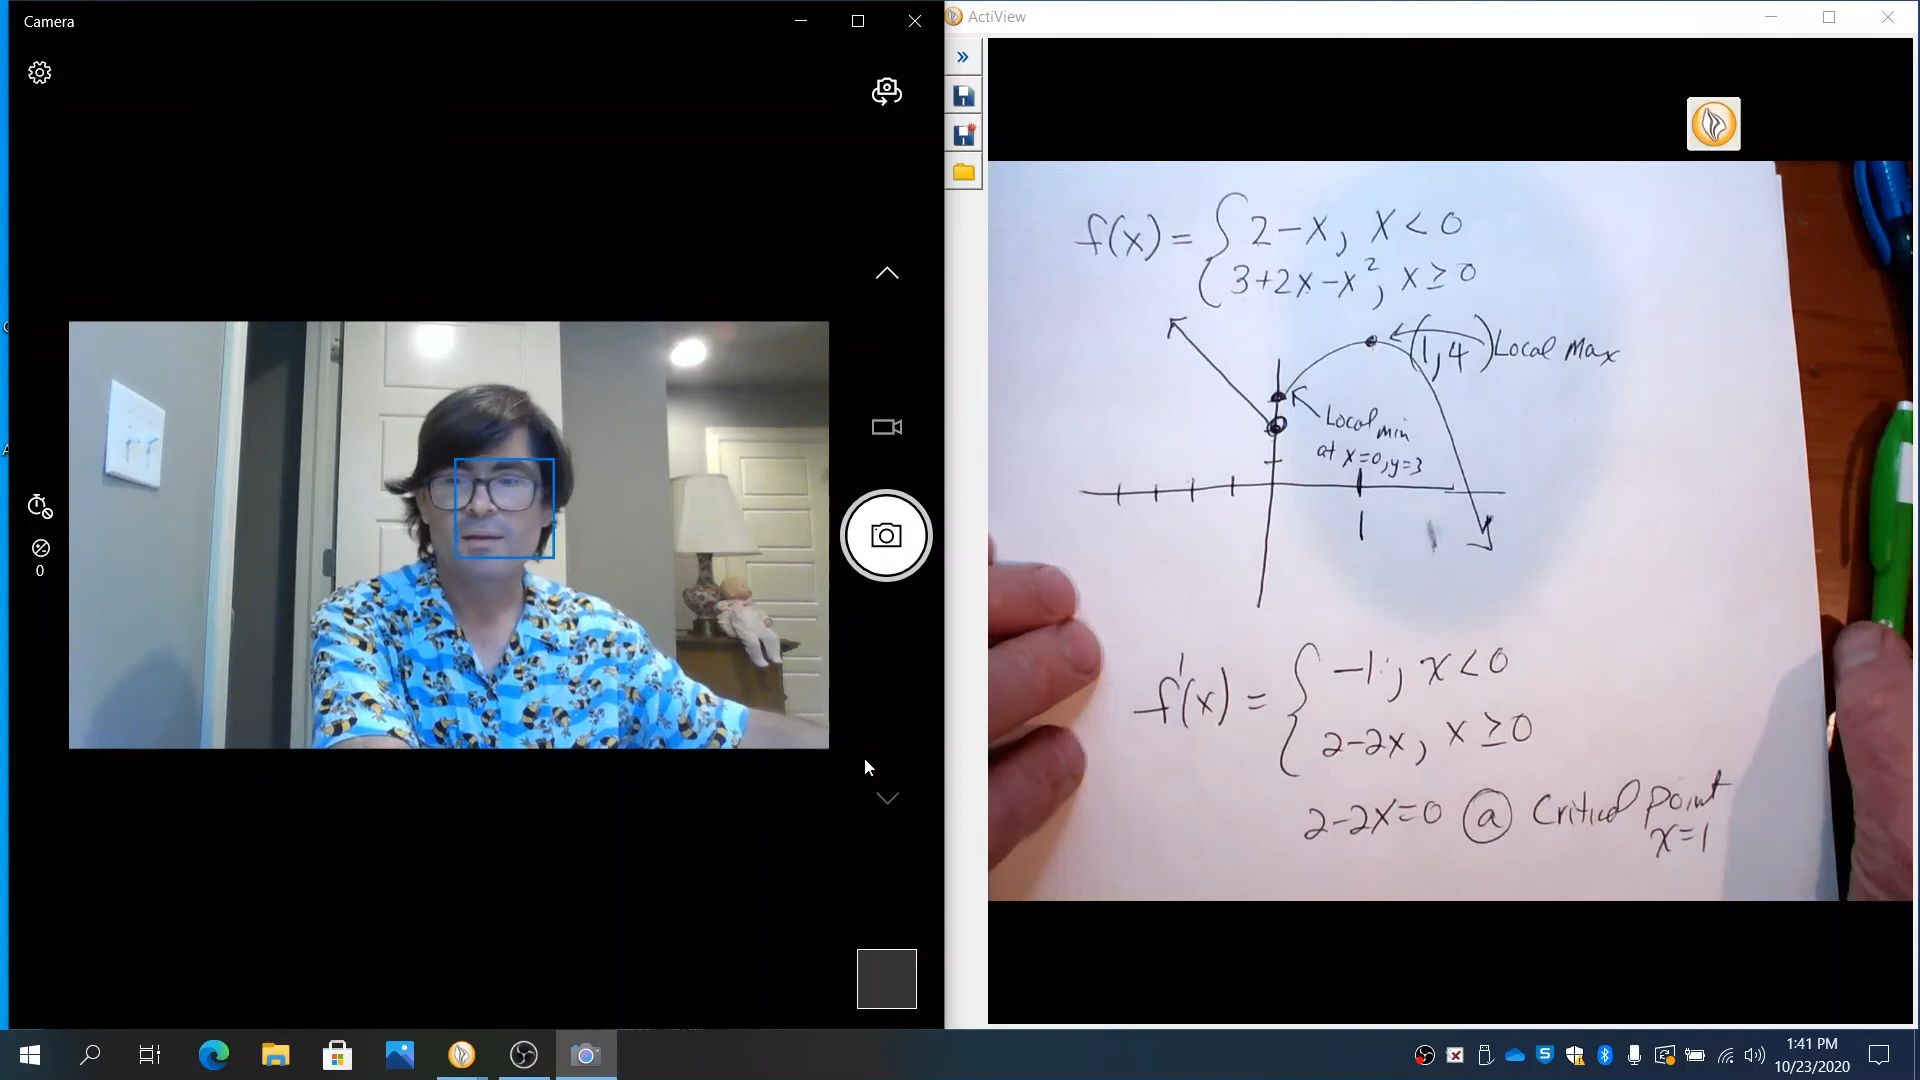 Camera
ActiView
0
f(x) = { 2-x, x < 0
3+2x-x², x ≥ 0
(1,4) Local Max
Local min
at x=0, y=3
1
f'(x) = { -1, x < 0
2-2x, x ≥ 0
2-2x=0 @ Critical Point
x=1
1:41 PM
10/23/2020